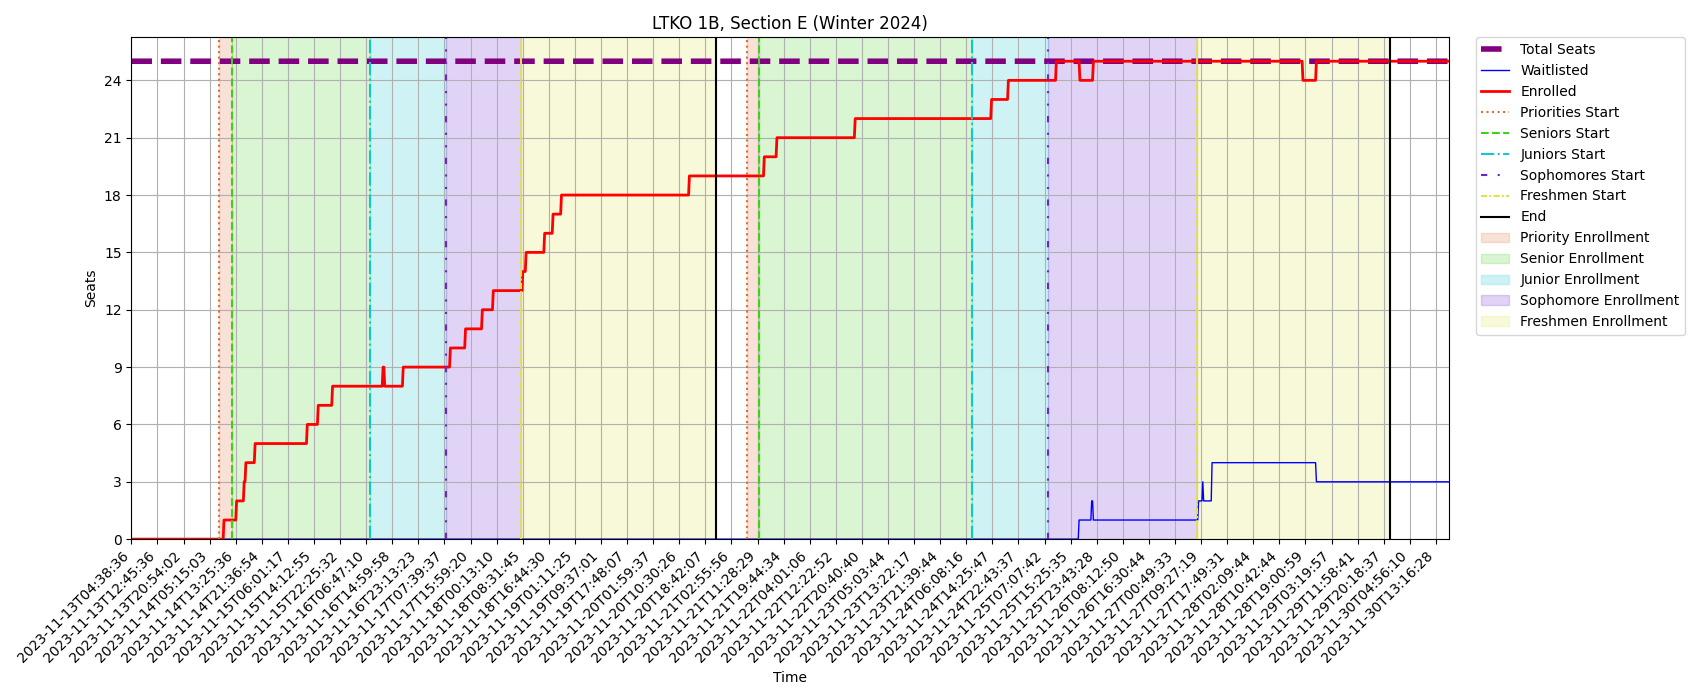 LTKO 1B, Section E (Winter 2024)
Seats
24
21
18
15
12
9
6
3
0
2023-11-13T04:38:36
2023-11-13T12:45:36
2023-11-13T20:54:02
2023-11-14T05:15:03
2023-11-14T13:25:36
2023-11-14T21:36:54
2023-11-15T06:01:17
2023-11-15T14:12:55
2023-11-15T22:25:32
2023-11-16T06:47:10
2023-11-16T14:59:58
2023-11-16T23:13:23
2023-11-17T07:39:37
2023-11-17T15:59:20
2023-11-18T00:13:10
2023-11-18T08:31:45
2023-11-18T16:44:30
2023-11-19T01:11:25
2023-11-19T09:37:01
2023-11-19T17:48:07
2023-11-20T01:59:37
2023-11-20T10:30:26
2023-11-20T18:42:07
2023-11-21T02:55:56
2023-11-21T11:28:29
2023-11-21T19:44:34
2023-11-22T04:01:06
2023-11-22T12:22:52
2023-11-22T20:40:40
2023-11-23T05:03:44
2023-11-23T13:22:17
2023-11-23T21:39:44
2023-11-24T06:08:16
2023-11-24T14:25:47
2023-11-24T22:43:37
2023-11-25T07:07:42
2023-11-25T15:25:35
2023-11-25T23:43:28
2023-11-26T08:12:50
2023-11-26T16:30:44
2023-11-27T00:49:33
2023-11-27T09:27:19
2023-11-27T17:49:31
2023-11-28T02:09:44
2023-11-28T10:42:44
2023-11-28T19:00:59
2023-11-29T03:19:57
2023-11-29T11:58:41
2023-11-29T20:18:37
2023-11-30T04:56:10
2023-11-30T13:16:28
Time
Total Seats
Waitlisted
Enrolled
Priorities Start
Seniors Start
Juniors Start
Sophomores Start
Freshmen Start
End
Priority Enrollment
Senior Enrollment
Junior Enrollment
Sophomore Enrollment
Freshmen Enrollment